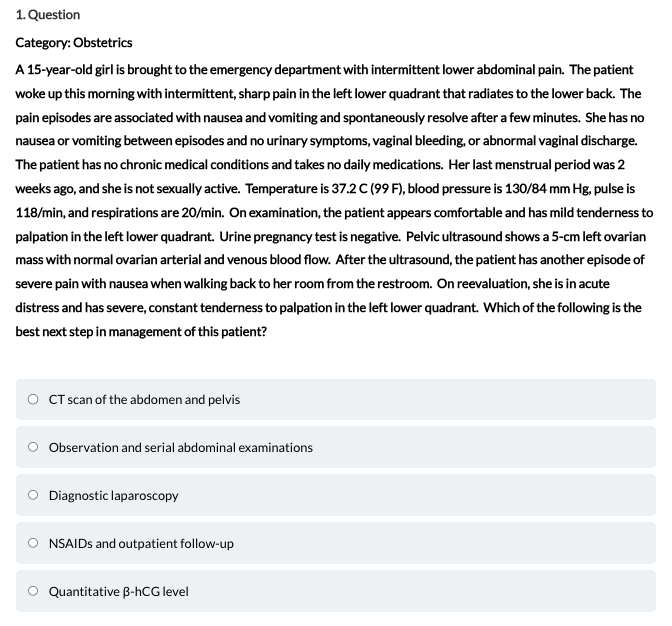 1. Question
Category: Obstetrics
A 15-year-old girl is brought to the emergency department with intermittent lower abdominal pain. The patient
woke up this morning with intermittent, sharp pain in the left lower quadrant that radiates to the lower back. The
pain episodes are associated with nausea and vomiting and spontaneously resolve after a few minutes. She has no
nausea or vomiting between episodes and no urinary symptoms, vaginal bleeding, or abnormal vaginal discharge.
The patient has no chronic medical conditions and takes no daily medications. Her last menstrual period was 2
weeks ago, and she is not sexually active. Temperature is 37.2 C (99 F), blood pressure is 130/84 mm Hg, pulse is
118/min, and respirations are 20/min. On examination, the patient appears comfortable and has mild tenderness to
palpation in the left lower quadrant. Urine pregnancy test is negative. Pelvic ultrasound shows a 5-cm left ovarian
mass with normal ovarian arterial and venous blood flow. After the ultrasound, the patient has another episode of
severe pain with nausea when walking back to her room from the restroom. On reevaluation, she is in acute
distress and has severe, constant tenderness to palpation in the left lower quadrant. Which of the following is the
best next step in management of this patient?
CT scan of the abdomen and pelvis
Observation and serial abdominal examinations
Diagnostic laparoscopy
NSAIDs and outpatient follow-up
Quantitative β-hCG level